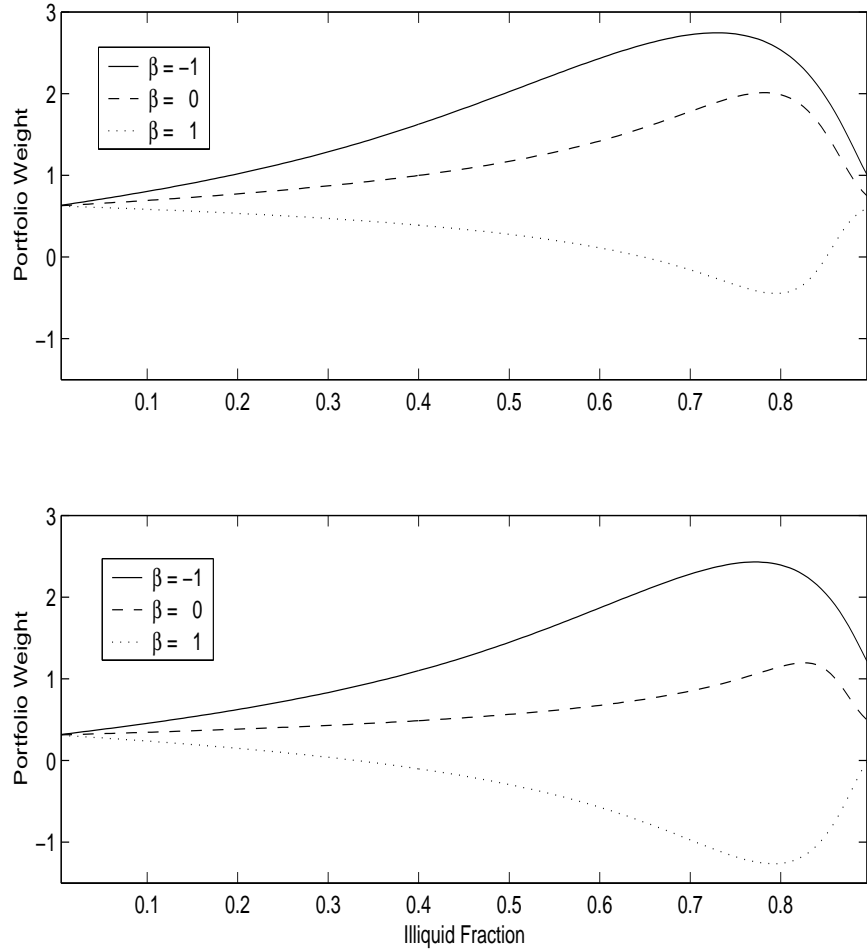 3
2
1
0
−1
Portfolio Weight
β = −1
β = 0
β = 1
0.1 0.2 0.3 0.4 0.5 0.6 0.7 0.8
3
2
1
0
−1
Portfolio Weight
β = −1
β = 0
β = 1
0.1 0.2 0.3 0.4 0.5 0.6 0.7 0.8
Illiquid Fraction